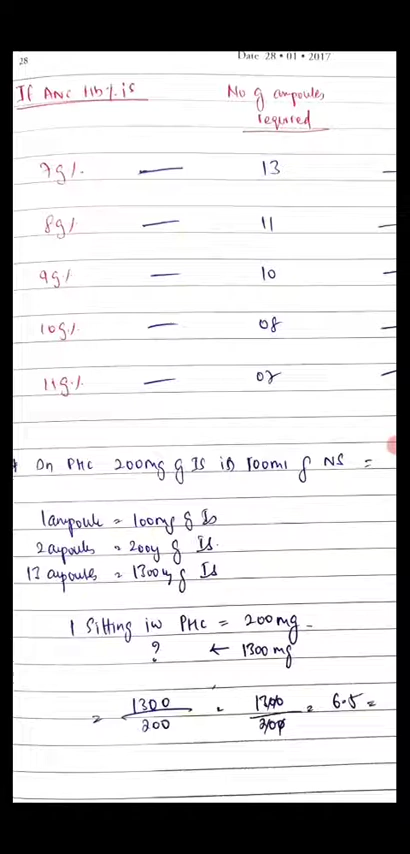 28
Date 28 • 01 • 2017
If ANC Hb%is
No of ampoules required
7g%. — 13
8g% — 11
9g% — 10
10g.% — 08
11g.% — 07
On PHC 200mg of IS in 100ml of NS =
1ampoule = 100mg of Is
2 ampoules = 200mg of Is.
13 ampoules = 1300mg of Is
1 Sitting in PHC = 200mg
? ← 1300 mg
= 1300/200 = 1300/200 = 6.5 =